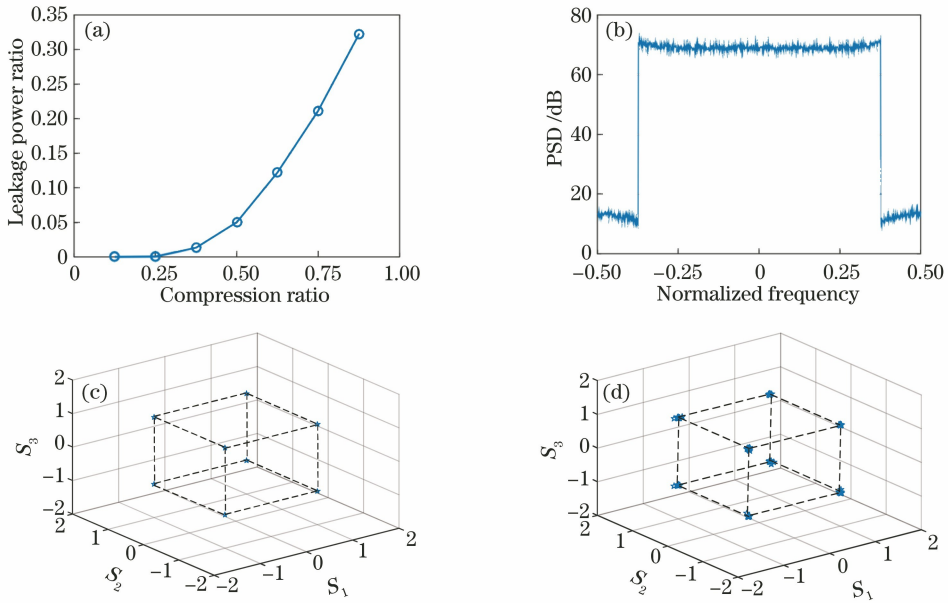 (a)
Leakage power ratio
0.35
0.30
0.25
0.20
0.15
0.10
0.05
0
0 0.25 0.50 0.75 1.00
Compression ratio
(b)
PSD /dB
80
60
40
20
0
−0.50 −0.25 0 0.25 0.50
Normalized frequency
(c)
S3
2
1
0
−1
−2
2
1
0
−1
−2
S2
−2
−1
0
1
2
S1
(d)
S3
2
1
0
−1
−2
2
1
0
−1
−2
S2
−2
−1
0
1
2
S1